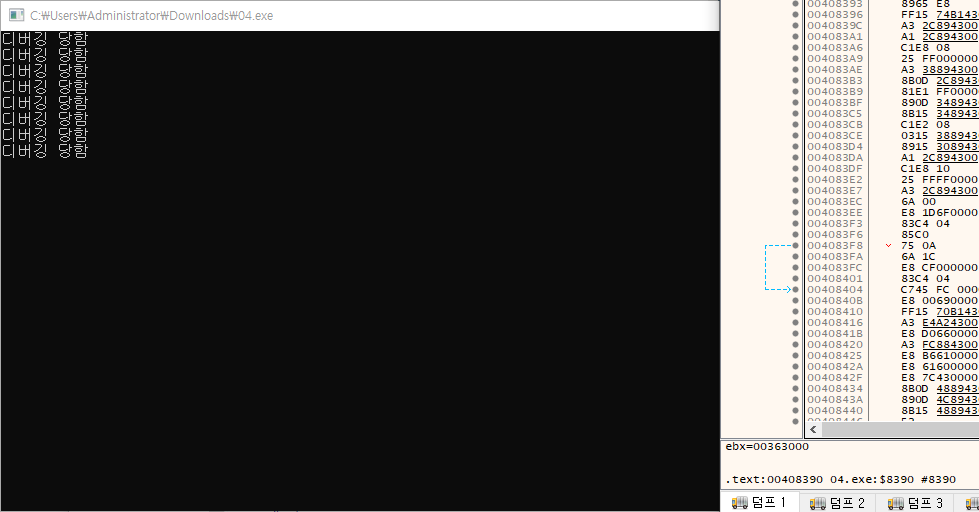 C:\Users\Administrator\Downloads\04.exe
디버깅 당함
디버깅 당함
디버깅 당함
디버깅 당함
디버깅 당함
디버깅 당함
디버깅 당함
디버깅 당함
00408393 8965 E8
00408396 FF15 74B143
0040839C A3 2C894300
004083A1 A1 2C894300
004083A6 C1E8 08
004083A9 25 FF000000
004083AE A3 38894300
004083B3 8B0D 2C8943
004083B9 81E1 FF0000
004083BF 890D 348943
004083C5 8B15 348943
004083CB C1E2 08
004083CE 0315 388943
004083D4 8915 308943
004083DA A1 2C894300
004083DF C1E8 10
004083E2 25 FFFF0000
004083E7 A3 2C894300
004083EC 6A 00
004083EE E8 1D6F0000
004083F3 83C4 04
004083F6 85C0
004083F8 75 0A
004083FA 6A 1C
004083FC E8 CF000000
00408401 83C4 04
00408404 C745 FC 000
0040840B E8 00690000
00408410 FF15 70B143
00408416 A3 E4A24300
0040841B E8 D0660000
00408420 A3 FC884300
00408425 E8 B6610000
0040842A E8 61600000
0040842F E8 7C430000
00408434 8B0D 488943
0040843A 890D 4C8943
00408440 8B15 488943
ebx=00363000
.text:00408390 04.exe:$8390 #8390
덤프 1
덤프 2
덤프 3